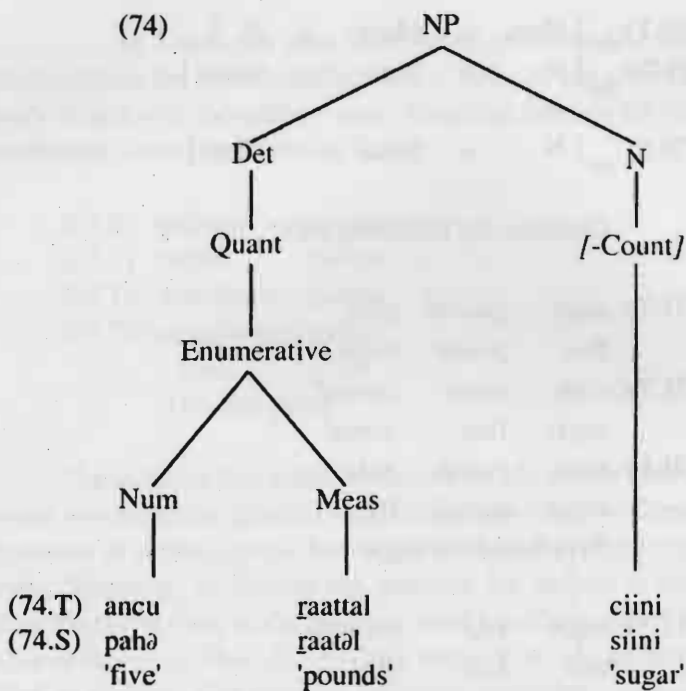 (74) NP
Det N
Quant [-Count]
Enumerative
Num Meas
(74.T) ancu raattal ciini
(74.S) pahə raatəl siini
'five' 'pounds' 'sugar'